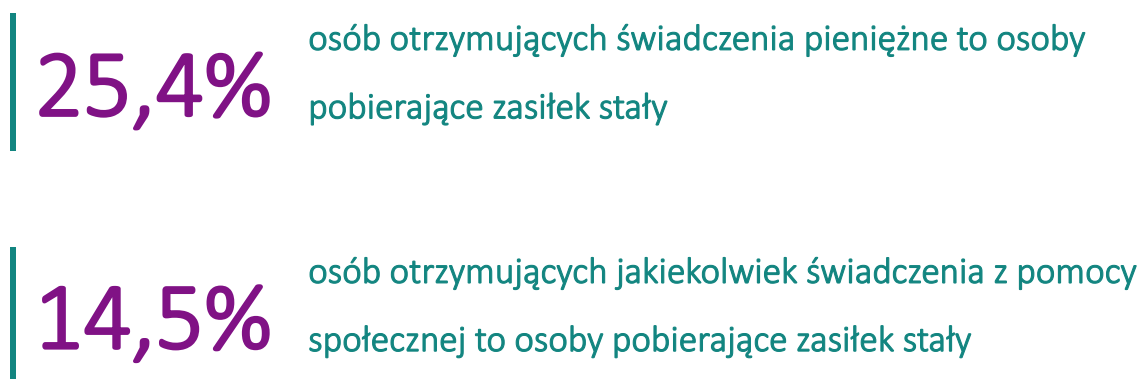 25,4%
osób otrzymujących świadczenia pieniężne to osoby
pobierające zasiłek stały
14,5%
osób otrzymujących jakiekolwiek świadczenia z pomocy
społecznej to osoby pobierające zasiłek stały